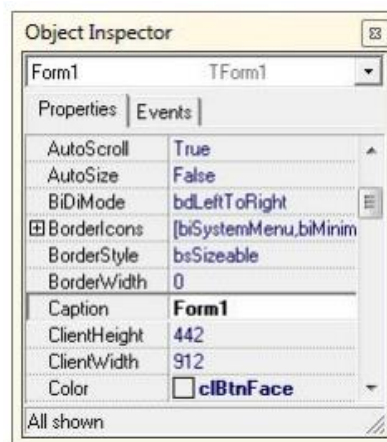 Object Inspector
Form1 TForm1
Properties Events
AutoScroll True
AutoSize False
BiDiMode bdLeftToRight
BorderIcons [biSystemMenu,biMinim
BorderStyle bsSizeable
BorderWidth 0
Caption Form1
ClientHeight 442
ClientWidth 912
Color clBtnFace
All shown